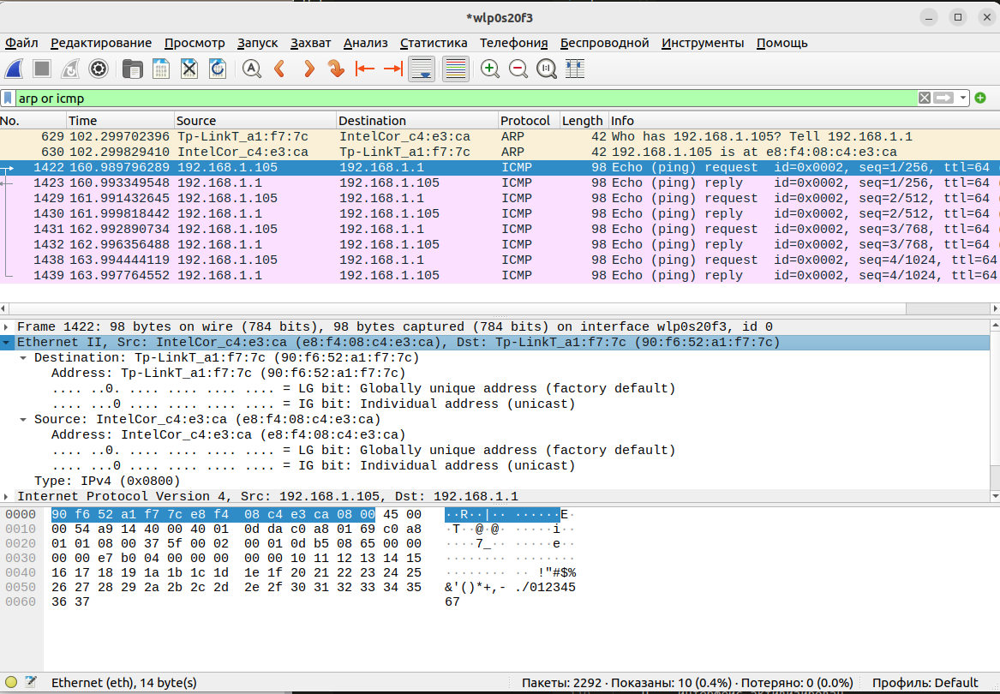 *wlp0s20f3
Файл Редактирование Просмотр Запуск Захват Анализ Статистика Телефония Беспроводной Инструменты Помощь
arp or icmp
No. Time Source Destination Protocol Length Info
629 102.299702396 Tp-LinkT_a1:f7:7c IntelCor_c4:e3:ca ARP 42 Who has 192.168.1.105? Tell 192.168.1.1
630 102.299829410 IntelCor_c4:e3:ca Tp-LinkT_a1:f7:7c ARP 42 192.168.1.105 is at e8:f4:08:c4:e3:ca
1422 160.989796289 192.168.1.105 192.168.1.1 ICMP 98 Echo (ping) request id=0x0002, seq=1/256, ttl=64
1423 160.993349548 192.168.1.1 192.168.1.105 ICMP 98 Echo (ping) reply id=0x0002, seq=1/256, ttl=64
1429 161.991432645 192.168.1.105 192.168.1.1 ICMP 98 Echo (ping) request id=0x0002, seq=2/512, ttl=64
1430 161.999818442 192.168.1.1 192.168.1.105 ICMP 98 Echo (ping) reply id=0x0002, seq=2/512, ttl=64
1431 162.992890734 192.168.1.105 192.168.1.1 ICMP 98 Echo (ping) request id=0x0002, seq=3/768, ttl=64
1432 162.996356488 192.168.1.1 192.168.1.105 ICMP 98 Echo (ping) reply id=0x0002, seq=3/768, ttl=64
1438 163.994444119 192.168.1.105 192.168.1.1 ICMP 98 Echo (ping) request id=0x0002, seq=4/1024, ttl=64
1439 163.997764552 192.168.1.1 192.168.1.105 ICMP 98 Echo (ping) reply id=0x0002, seq=4/1024, ttl=64
Frame 1422: 98 bytes on wire (784 bits), 98 bytes captured (784 bits) on interface wlp0s20f3, id 0
Ethernet II, Src: IntelCor_c4:e3:ca (e8:f4:08:c4:e3:ca), Dst: Tp-LinkT_a1:f7:7c (90:f6:52:a1:f7:7c)
Destination: Tp-LinkT_a1:f7:7c (90:f6:52:a1:f7:7c)
Address: Tp-LinkT_a1:f7:7c (90:f6:52:a1:f7:7c)
.... ..0. .... .... .... .... = LG bit: Globally unique address (factory default)
.... ...0 .... .... .... .... = IG bit: Individual address (unicast)
Source: IntelCor_c4:e3:ca (e8:f4:08:c4:e3:ca)
Address: IntelCor_c4:e3:ca (e8:f4:08:c4:e3:ca)
.... ..0. .... .... .... .... = LG bit: Globally unique address (factory default)
.... ...0 .... .... .... .... = IG bit: Individual address (unicast)
Type: IPv4 (0x0800)
Internet Protocol Version 4, Src: 192.168.1.105, Dst: 192.168.1.1
0000 90 f6 52 a1 f7 7c e8 f4 08 c4 e3 ca 08 00 45 00 ··R··|·· ······E·
0010 00 54 a9 14 40 00 40 01 0d da c0 a8 01 69 c0 a8 ·T··@·@· ·····i··
0020 01 01 08 00 37 5f 00 02 00 01 0d b5 08 65 00 00 ····7_·· ·····e··
0030 00 00 e7 b0 04 00 00 00 00 00 10 11 12 13 14 15 ········ ········
0040 16 17 18 19 1a 1b 1c 1d 1e 1f 20 21 22 23 24 25 ········ ·· !"#$%
0050 26 27 28 29 2a 2b 2c 2d 2e 2f 30 31 32 33 34 35 &'()*+,- ./012345
0060 36 37 67
Ethernet (eth), 14 byte(s) Пакеты: 2292 · Показаны: 10 (0.4%) · Потеряно: 0 (0.0%) Профиль: Default